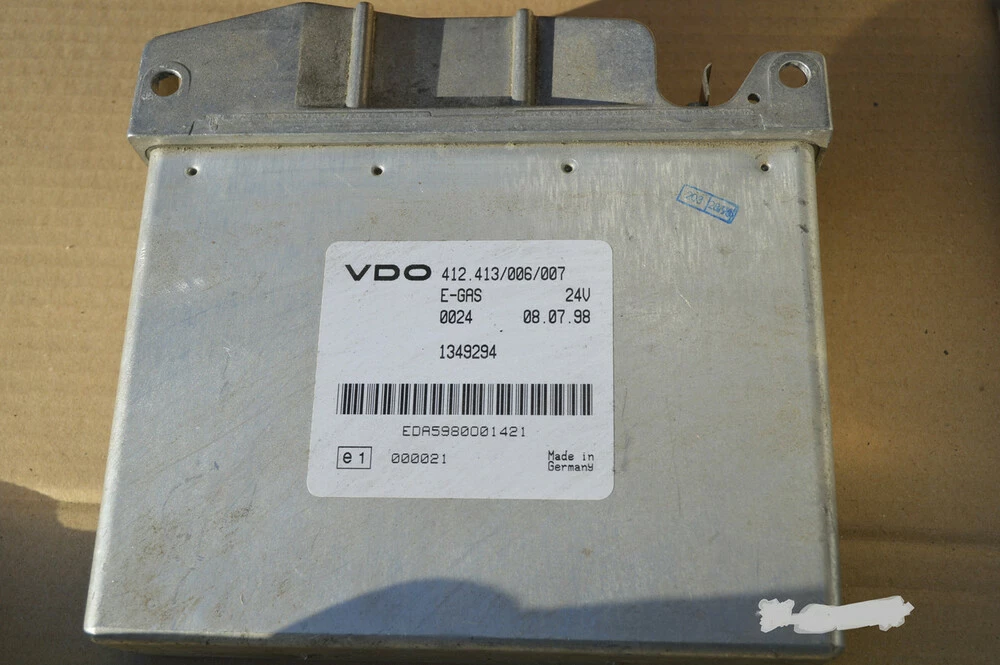 VDO 412.413/006/007
E-GAS 24V
0024 08.07.98
1349294
EDA5980001421
e1 000021
Made in
Germany